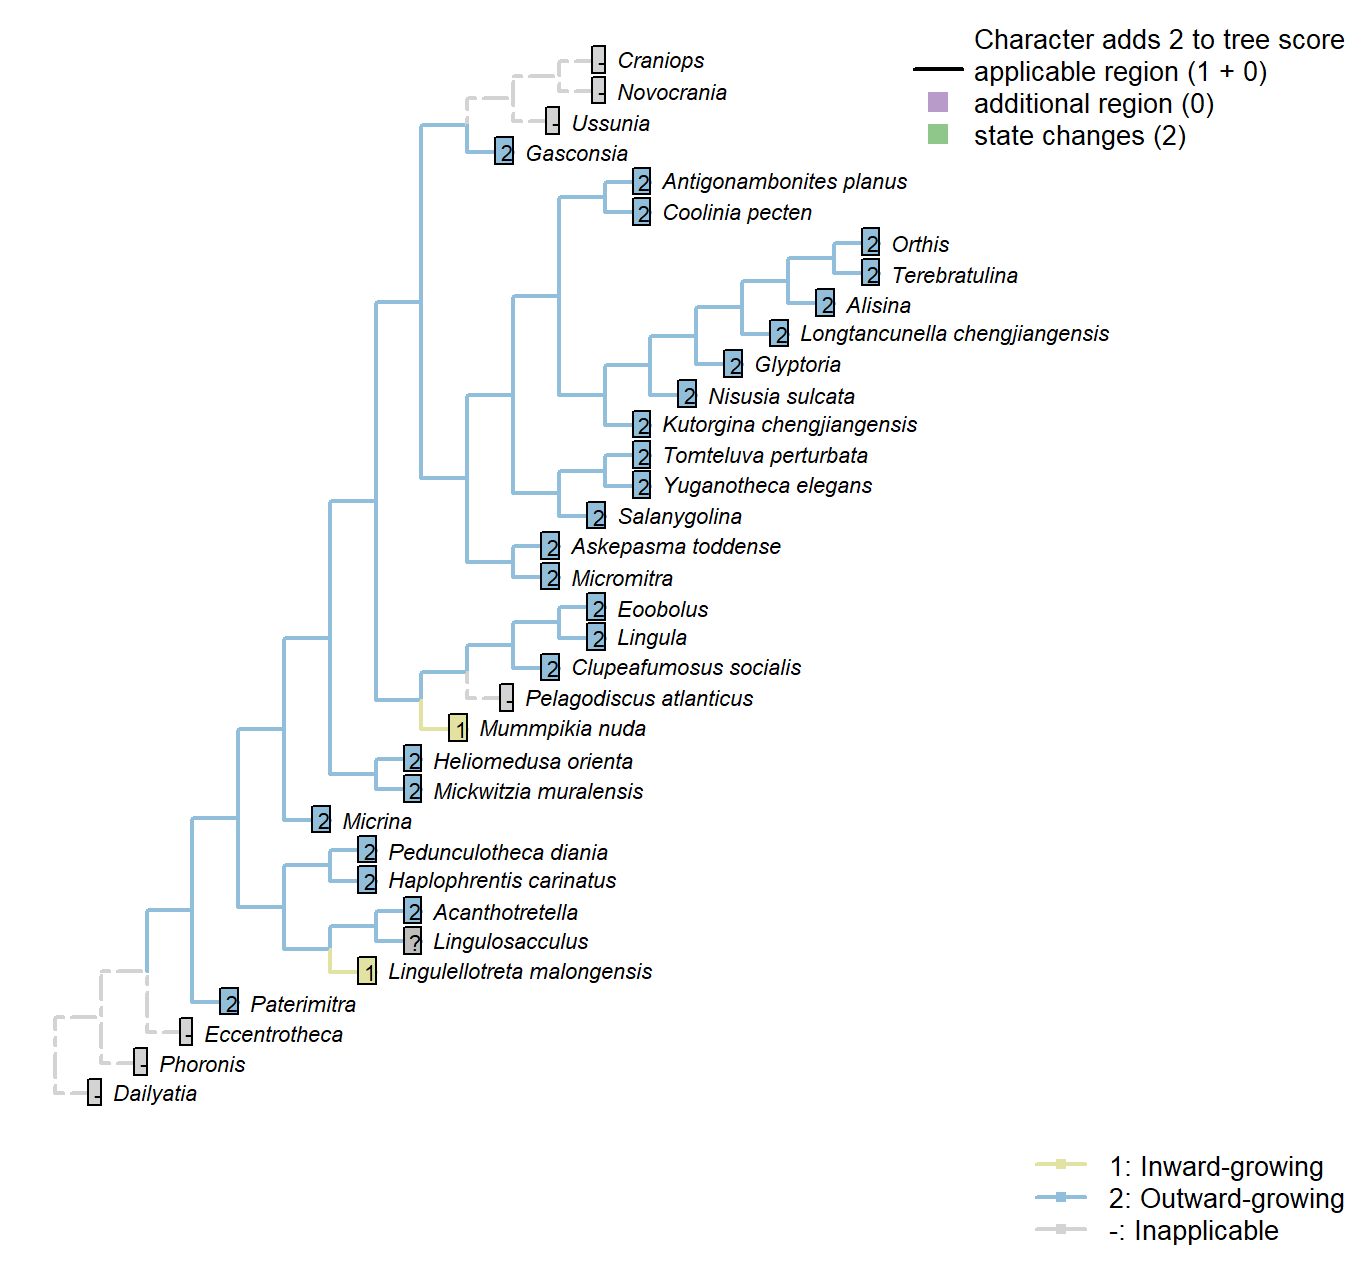 Character adds 2 to tree score
applicable region (1 + 0)
additional region (0)
state changes (2)
- Craniops
- Novocrania
- Ussunia
2 Gasconsia
2 Antigonambonites planus
2 Coolinia pecten
2 Orthis
2 Terebratulina
2 Alisina
2 Longtancunella chengjiangensis
2 Glyptoria
2 Nisusia sulcata
2 Kutorgina chengjiangensis
2 Tomteluva perturbata
2 Yuganotheca elegans
2 Salanygolina
2 Askepasma toddense
2 Micromitra
2 Eoobolus
2 Lingula
2 Clupeafumosus socialis
- Pelagodiscus atlanticus
1 Mummpikia nuda
2 Heliomedusa orienta
2 Mickwitzia muralensis
2 Micrina
2 Pedunculotheca diania
2 Haplophrentis carinatus
2 Acanthotretella
? Lingulosacculus
1 Lingulellotreta malongensis
2 Paterimitra
- Eccentrotheca
- Phoronis
- Dailyatia
1: Inward-growing
2: Outward-growing
-: Inapplicable